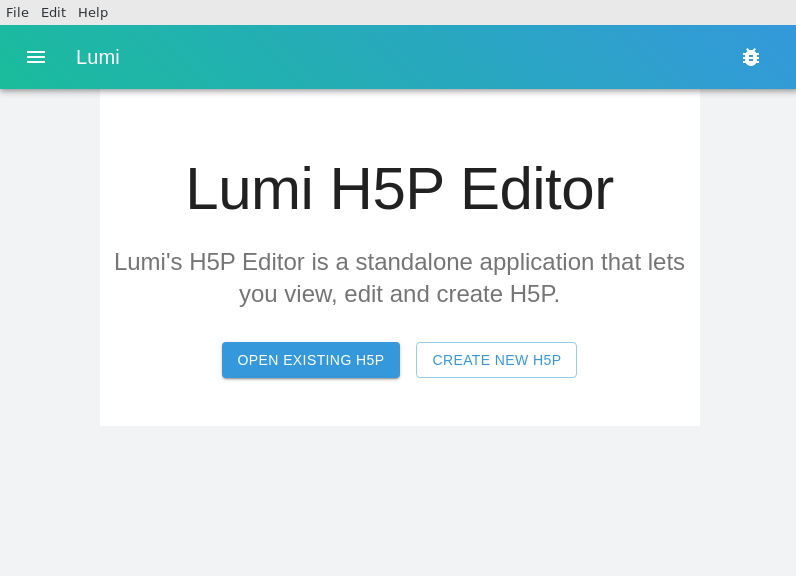 File Edit Help
Lumi
Lumi H5P Editor
Lumi's H5P Editor is a standalone application that lets
you view, edit and create H5P.
OPEN EXISTING H5P CREATE NEW H5P